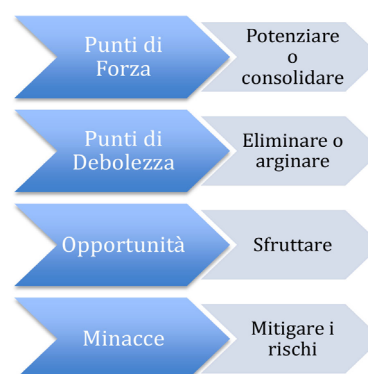 Punti di
Forza
Potenziare
o
consolidare
Punti di
Debolezza
Eliminare o
arginare
Opportunità
Sfruttare
Minacce
Mitigare i
rischi